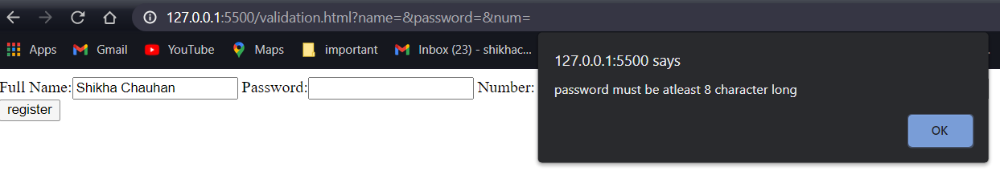 127.0.0.1:5500/validation.html?name=&password=&num=
Apps Gmail YouTube Maps important Inbox (23) - shikhac...
127.0.0.1:5500 says
password must be atleast 8 character long
OK
Full Name: Shikha Chauhan Password: Number:
register